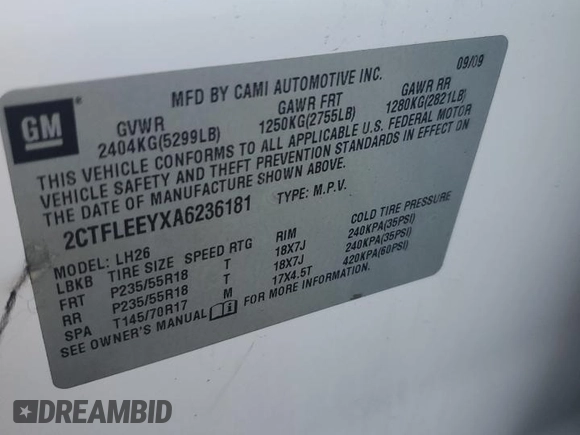 GM
MFD BY CAMI AUTOMOTIVE INC. 09/09
GVWR GAWR FRT GAWR RR
2404KG(5299LB) 1250KG(2755LB) 1280KG(2821LB)
THIS VEHICLE CONFORMS TO ALL APPLICABLE U.S. FEDERAL MOTOR
VEHICLE SAFETY AND THEFT PREVENTION STANDARDS IN EFFECT ON
THE DATE OF MANUFACTURE SHOWN ABOVE.
2CTFLEEYXA6236181 TYPE: M.P.V.
MODEL: LH26
LBKB TIRE SIZE SPEED RTG RIM COLD TIRE PRESSURE
FRT P235/55R18 T 18X7J 240KPA(35PSI)
RR P235/55R18 T 18X7J 240KPA(35PSI)
SPA T145/70R17 M 17X4.5T 420KPA(60PSI)
SEE OWNER'S MANUAL FOR MORE INFORMATION.
DREAMBID